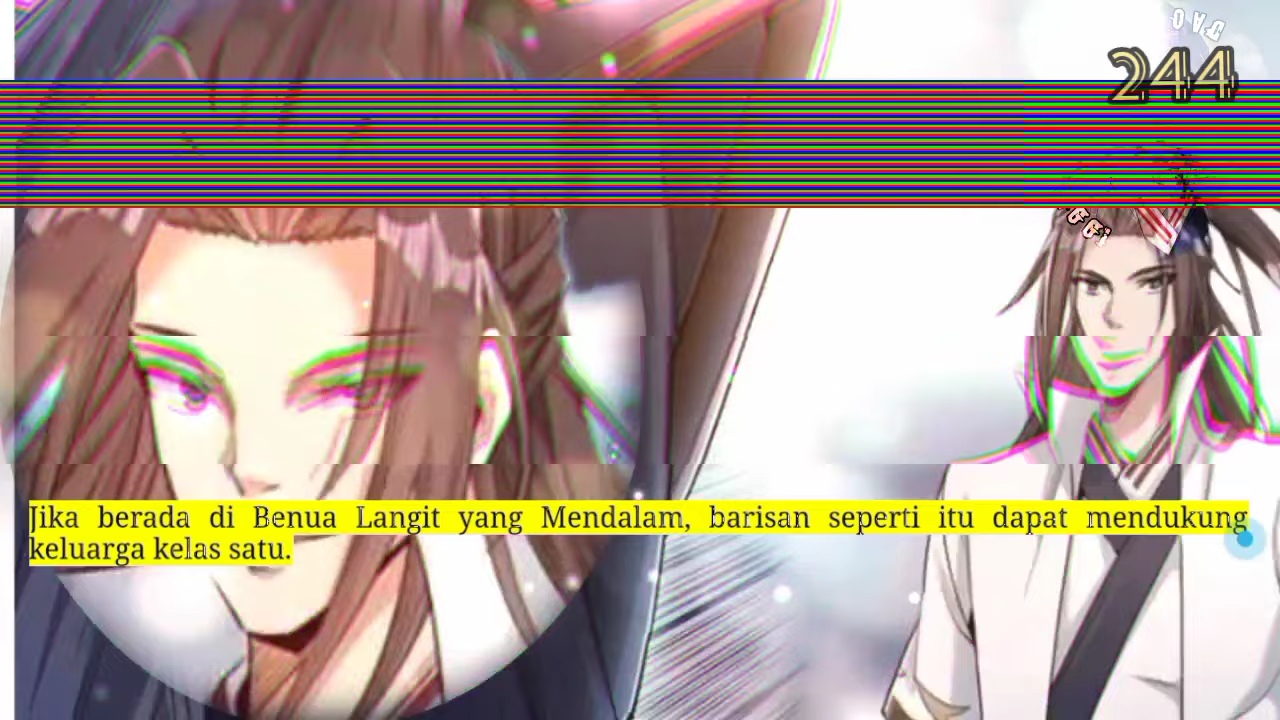 244
Jika berada di Benua Langit yang Mendalam, barisan seperti itu dapat mendukung
keluarga kelas satu.